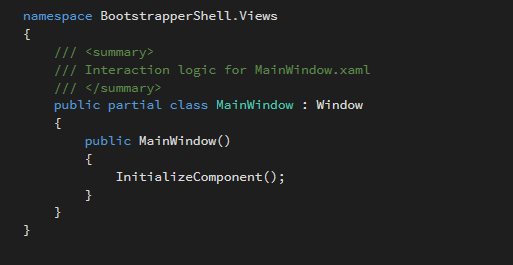 namespace BootstrapperShell.Views
{
    /// <summary>
    /// Interaction logic for MainWindow.xaml
    /// </summary>
    public partial class MainWindow : Window
    {
        public MainWindow()
        {
            InitializeComponent();
        }
    }
}